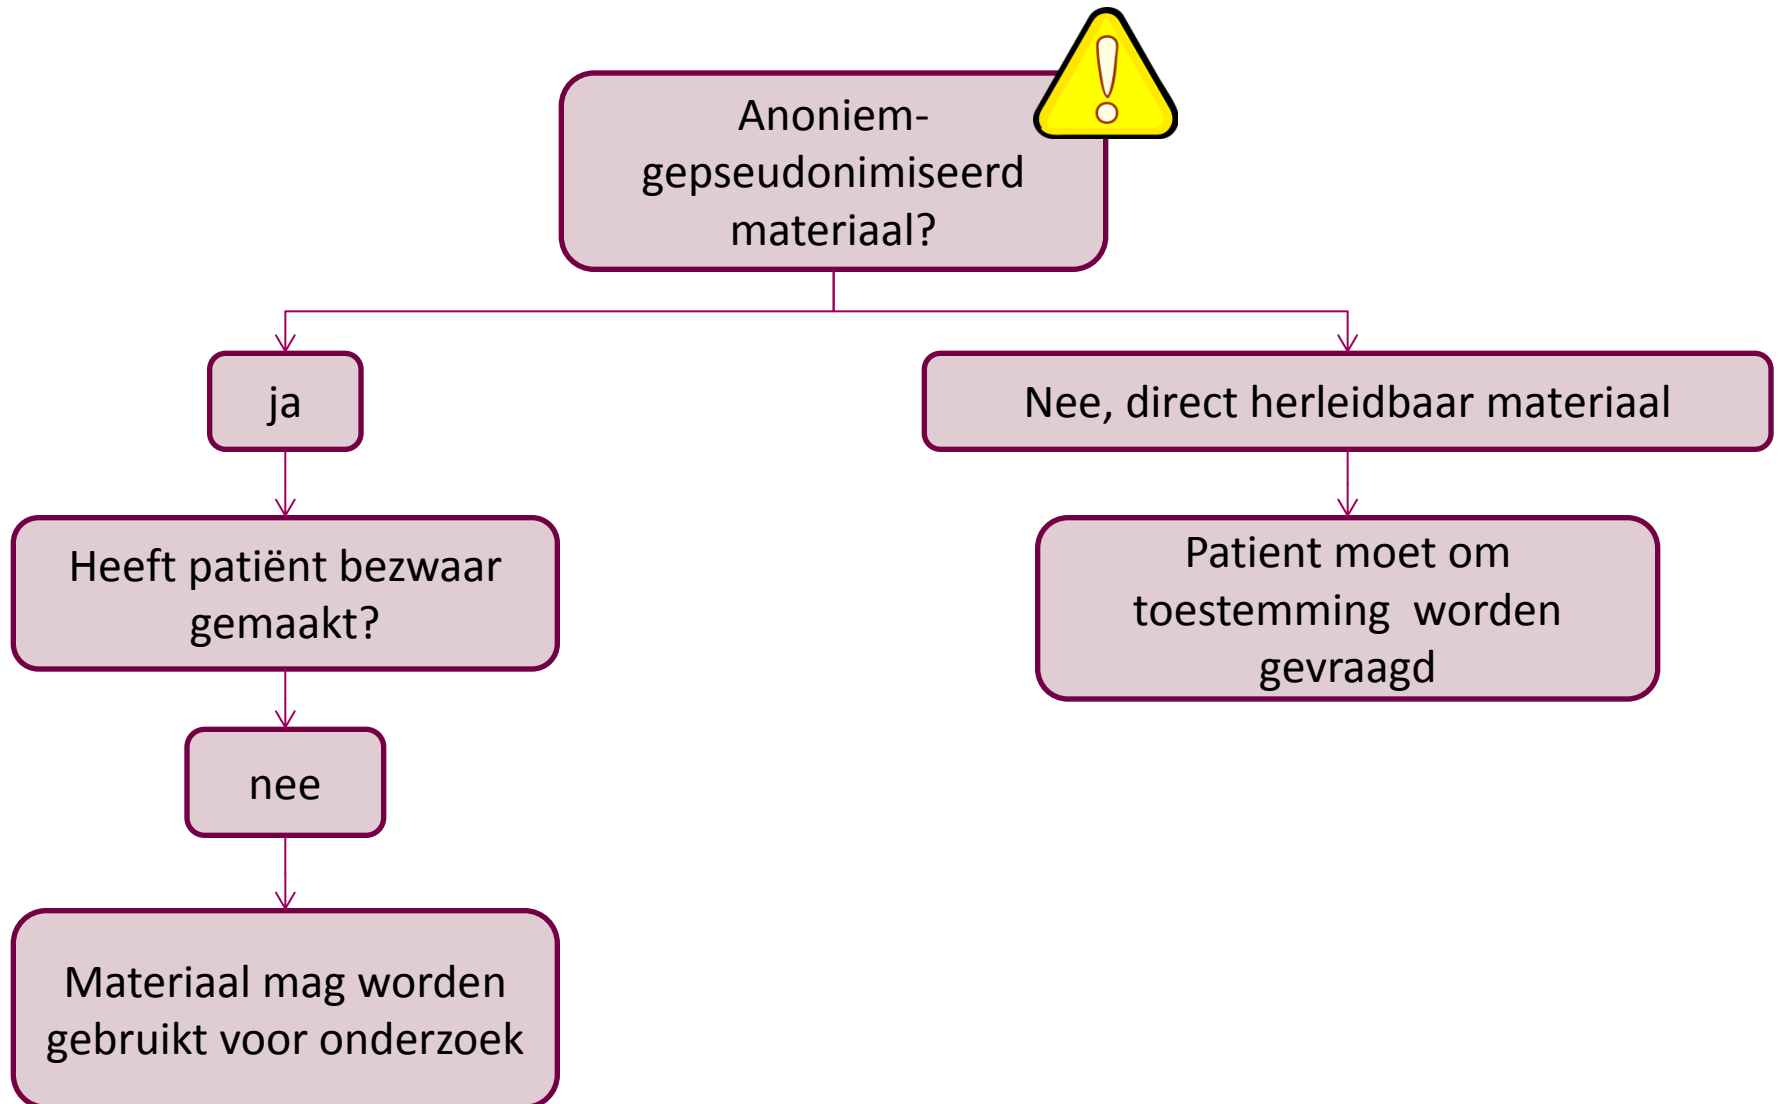 Anoniem-
gepseudonimiseerd
materiaal?
ja
Nee, direct herleidbaar materiaal
Heeft patiënt bezwaar
gemaakt?
Patient moet om
toestemming  worden
gevraagd
nee
Materiaal mag worden
gebruikt voor onderzoek